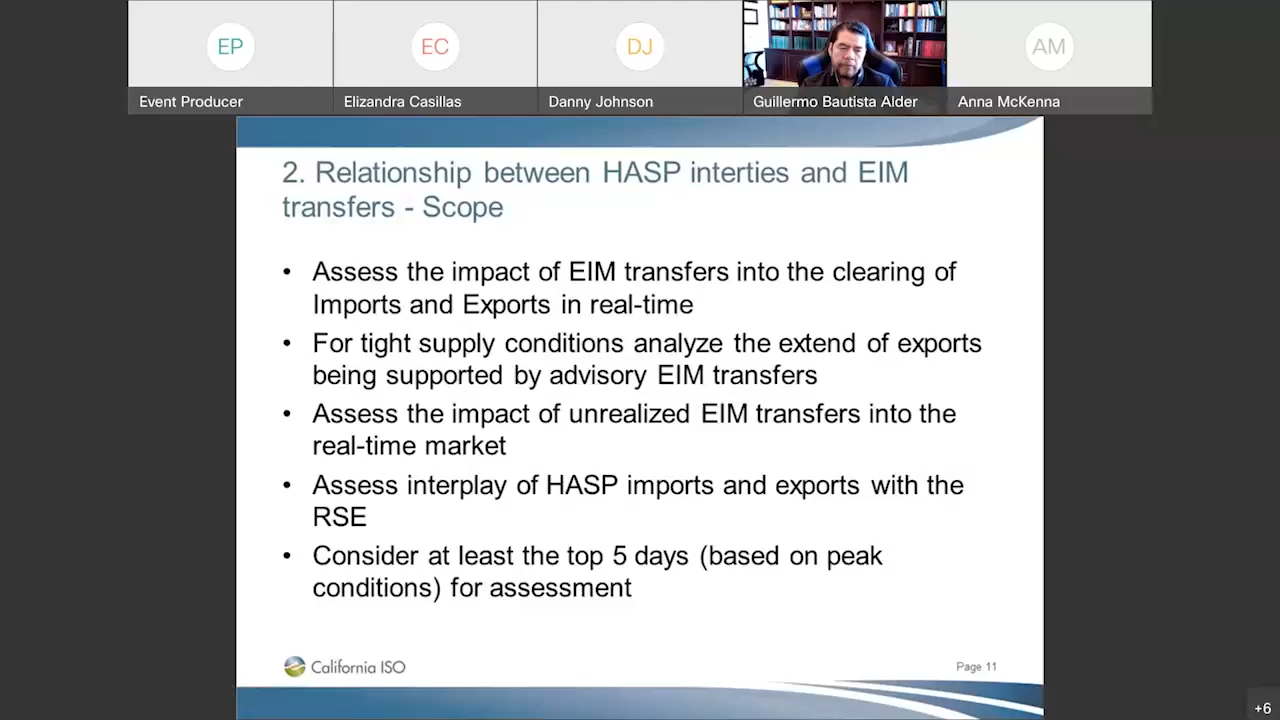 EP
EC
DJ
AM
Event Producer
Elizandra Casillas
Danny Johnson
Guillermo Bautista Alder
Anna McKenna
2. Relationship between HASP interties and EIM
transfers - Scope
• Assess the impact of EIM transfers into the clearing of
Imports and Exports in real-time
• For tight supply conditions analyze the extend of exports
being supported by advisory EIM transfers
• Assess the impact of unrealized EIM transfers into the
real-time market
• Assess interplay of HASP imports and exports with the
RSE
• Consider at least the top 5 days (based on peak
conditions) for assessment
California ISO
Page 11
+6